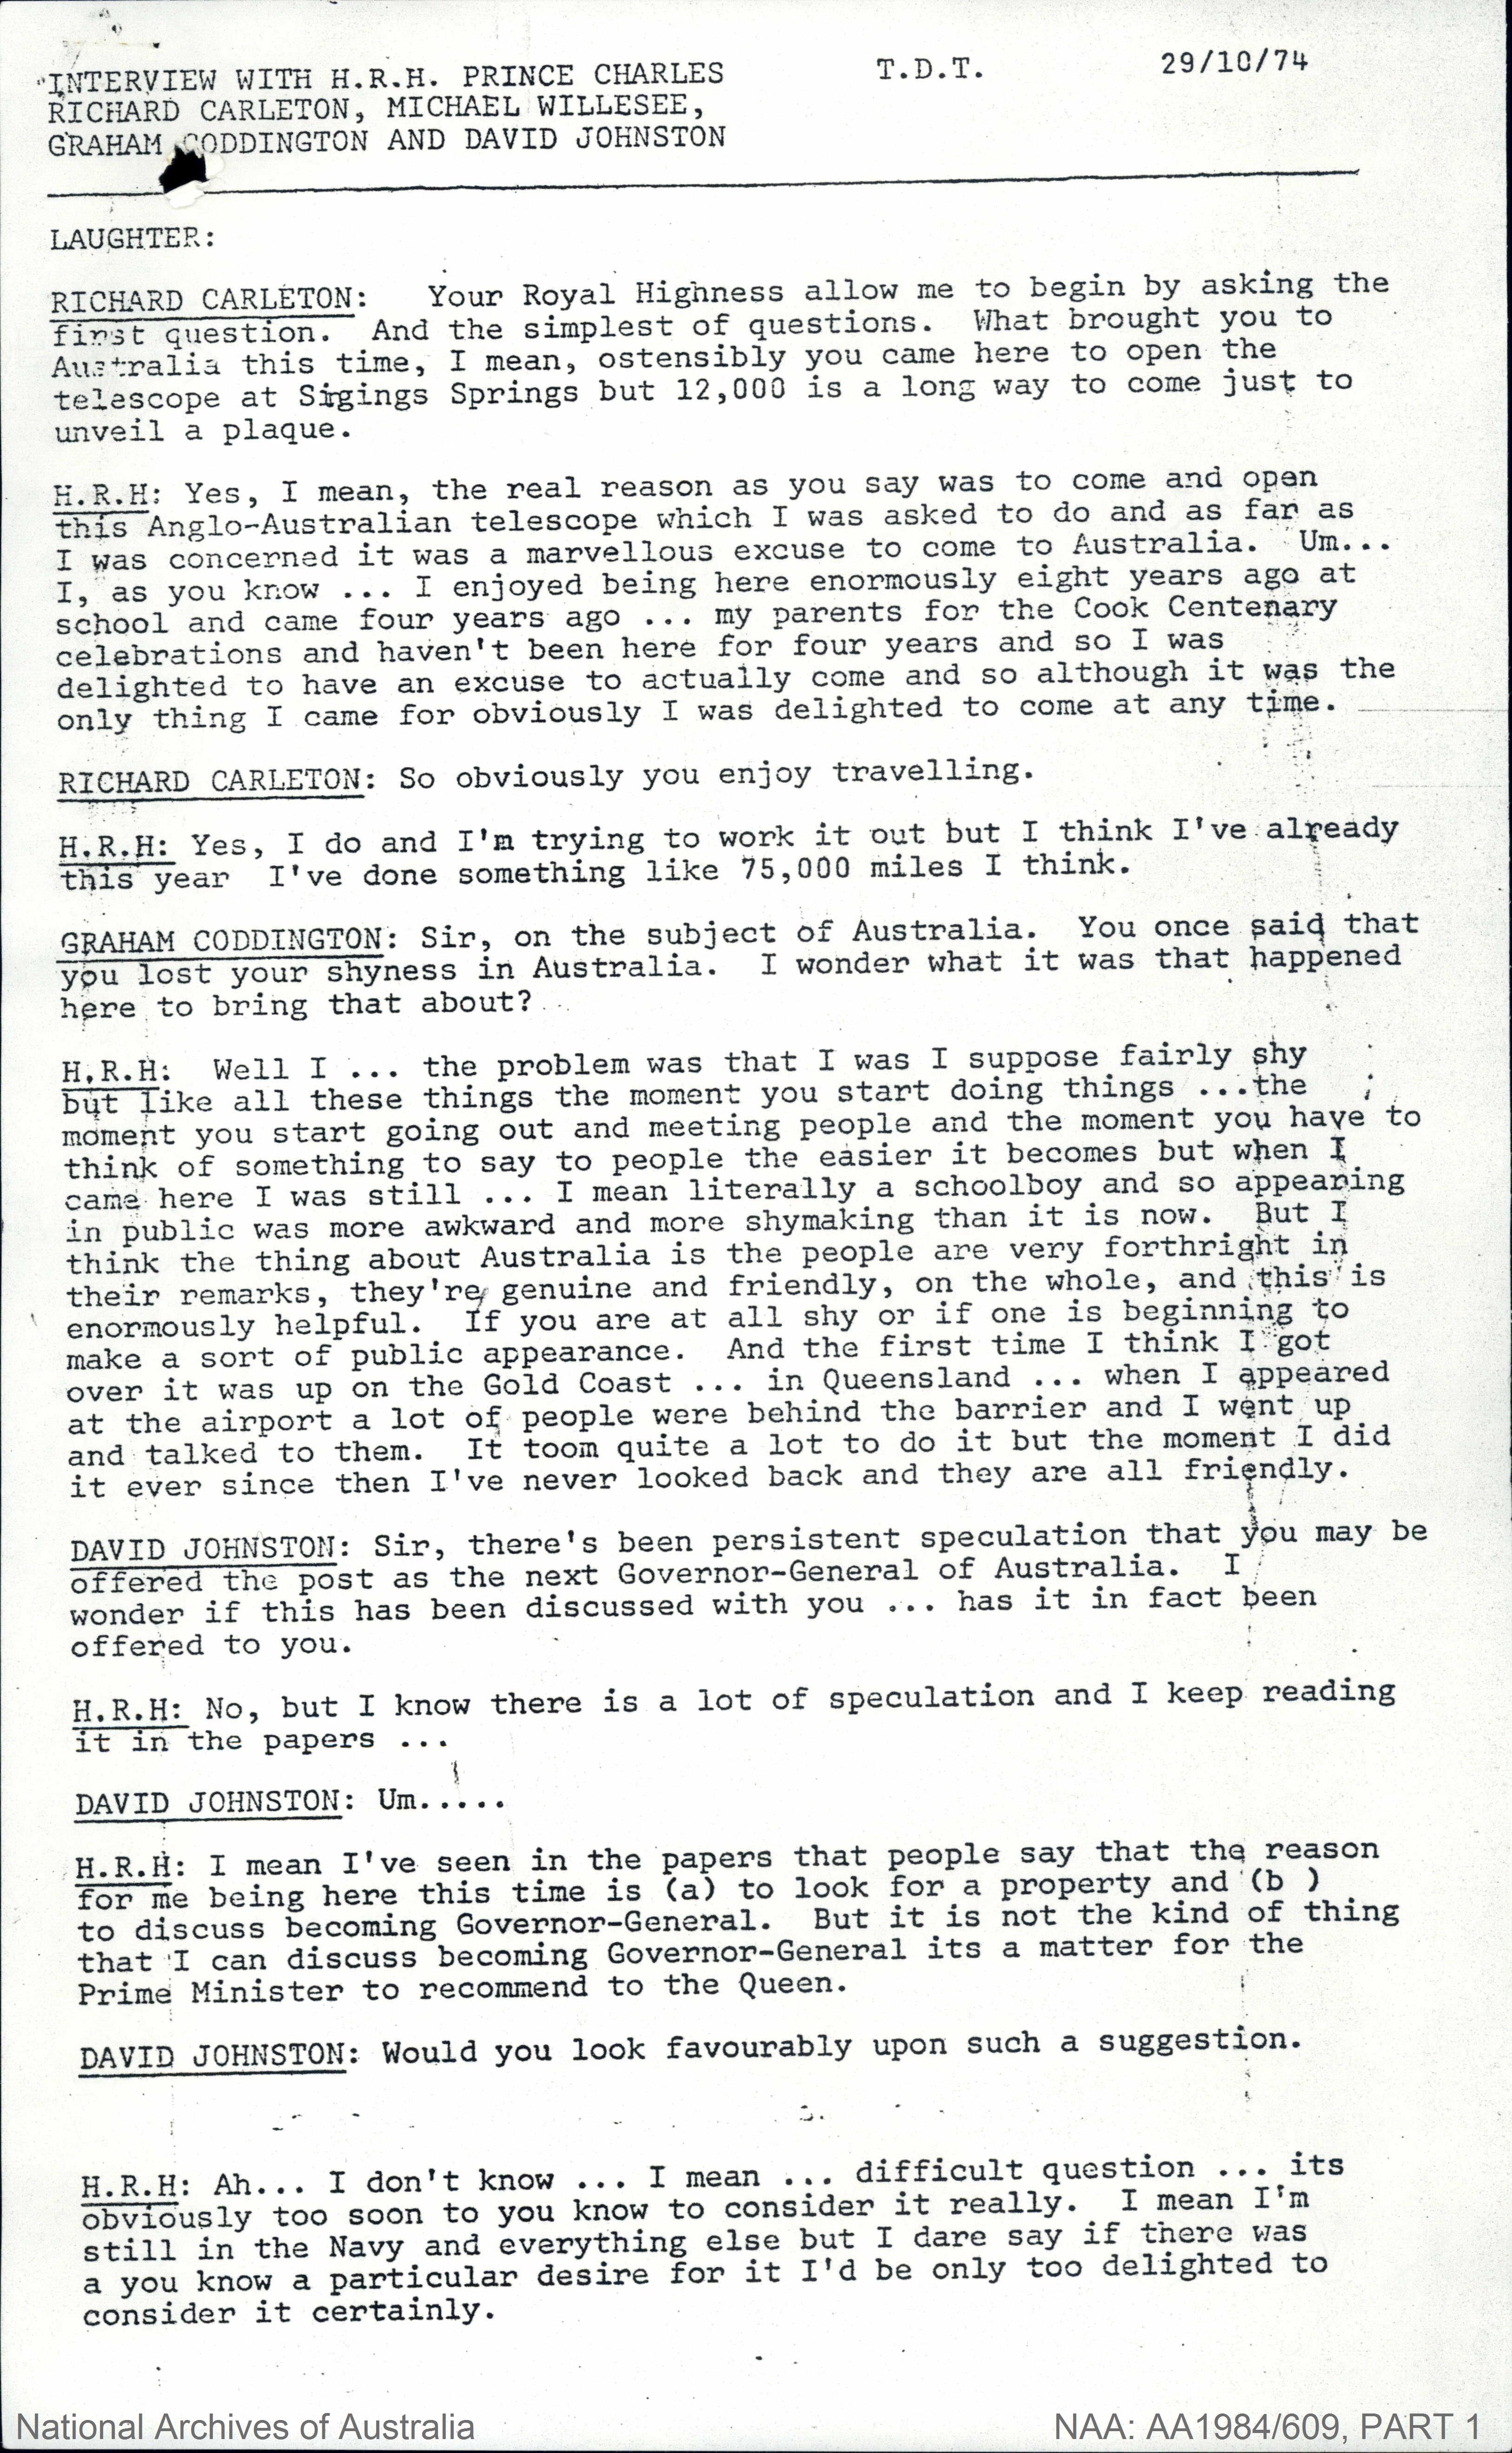 "INTERVIEW WITH H.R.H. PRINCE CHARLES T.D.T. 29/10/74
RICHARD CARLETON, MICHAEL WILLESEE,
GRAHAM CODDINGTON AND DAVID JOHNSTON
LAUGHTER:
RICHARD CARLETON: Your Royal Highness allow me to begin by asking the
first question. And the simplest of questions. What brought you to
Australia this time, I mean, ostensibly you came here to open the
telescope at Sirgings Springs but 12,000 is a long way to come just to
unveil a plaque.
H.R.H: Yes, I mean, the real reason as you say was to come and open
this Anglo-Australian telescope which I was asked to do and as far as
I was concerned it was a marvellous excuse to come to Australia. Um...
I, as you know ... I enjoyed being here enormously eight years ago at
school and came four years ago ... my parents for the Cook Centenary
celebrations and haven't been here for four years and so I was
delighted to have an excuse to actually come and so although it was the
only thing I came for obviously I was delighted to come at any time.
RICHARD CARLETON: So obviously you enjoy travelling.
H.R.H: Yes, I do and I'm trying to work it out but I think I've already
this year I've done something like 75,000 miles I think.
GRAHAM CODDINGTON: Sir, on the subject of Australia. You once said that
you lost your shyness in Australia. I wonder what it was that happened
here to bring that about?
H.R.H: Well I ... the problem was that I was I suppose fairly shy
but like all these things the moment you start doing things ...the
moment you start going out and meeting people and the moment you have to
think of something to say to people the easier it becomes but when I
came here I was still ... I mean literally a schoolboy and so appearing
in public was more awkward and more shymaking than it is now. But I
think the thing about Australia is the people are very forthright in
their remarks, they're genuine and friendly, on the whole, and this is
enormously helpful. If you are at all shy or if one is beginning to
make a sort of public appearance. And the first time I think I got
over it was up on the Gold Coast ... in Queensland ... when I appeared
at the airport a lot of people were behind the barrier and I went up
and talked to them. It toom quite a lot to do it but the moment I did
it ever since then I've never looked back and they are all friendly.
DAVID JOHNSTON: Sir, there's been persistent speculation that you may be
offered the post as the next Governor-General of Australia. I
wonder if this has been discussed with you ... has it in fact been
offered to you.
H.R.H: No, but I know there is a lot of speculation and I keep reading
it in the papers ...
DAVID JOHNSTON: Um.....
H.R.H: I mean I've seen in the papers that people say that the reason
for me being here this time is (a) to look for a property and (b )
to discuss becoming Governor-General. But it is not the kind of thing
that I can discuss becoming Governor-General its a matter for the
Prime Minister to recommend to the Queen.
DAVID JOHNSTON: Would you look favourably upon such a suggestion.
H.R.H: Ah... I don't know ... I mean ... difficult question ... its
obviously too soon to you know to consider it really. I mean I'm
still in the Navy and everything else but I dare say if there was
a you know a particular desire for it I'd be only too delighted to
consider it certainly.
National Archives of Australia NAA: AA1984/609, PART 1